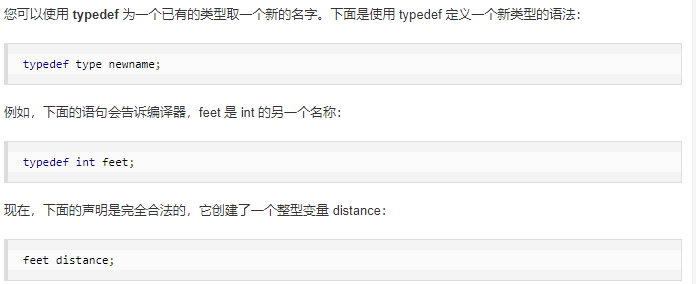 您可以使用 typedef 为一个已有的类型取一个新的名字。下面是使用 typedef 定义一个新类型的语法：
typedef type newname;
例如，下面的语句会告诉编译器，feet 是 int 的另一个名称：
typedef int feet;
现在，下面的声明是完全合法的，它创建了一个整型变量 distance：
feet distance;